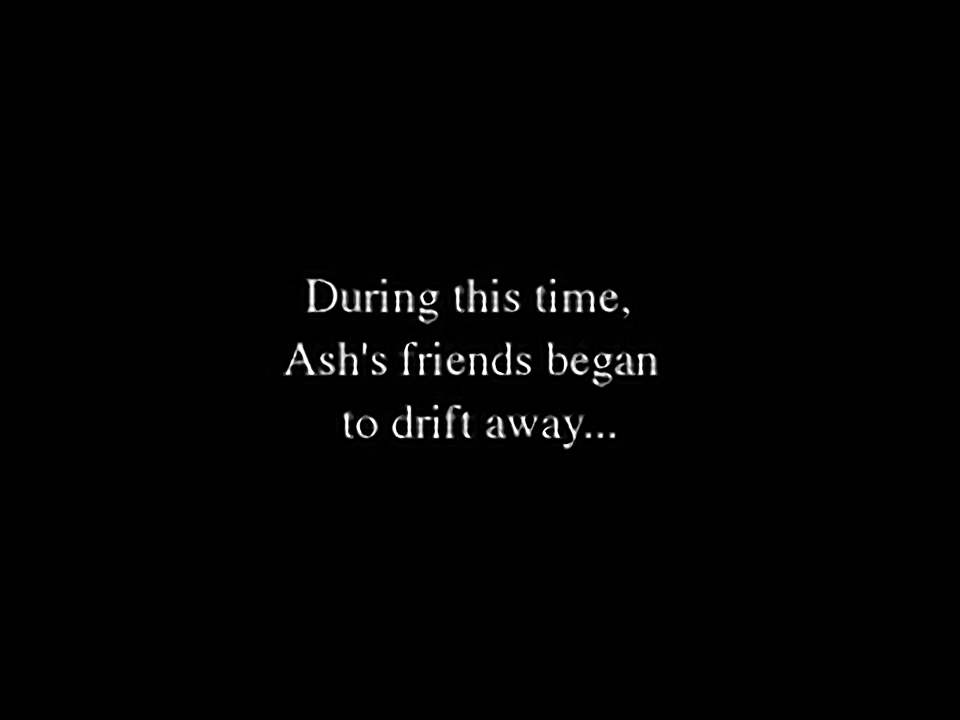 During this time,
Ash's friends began
to drift away...